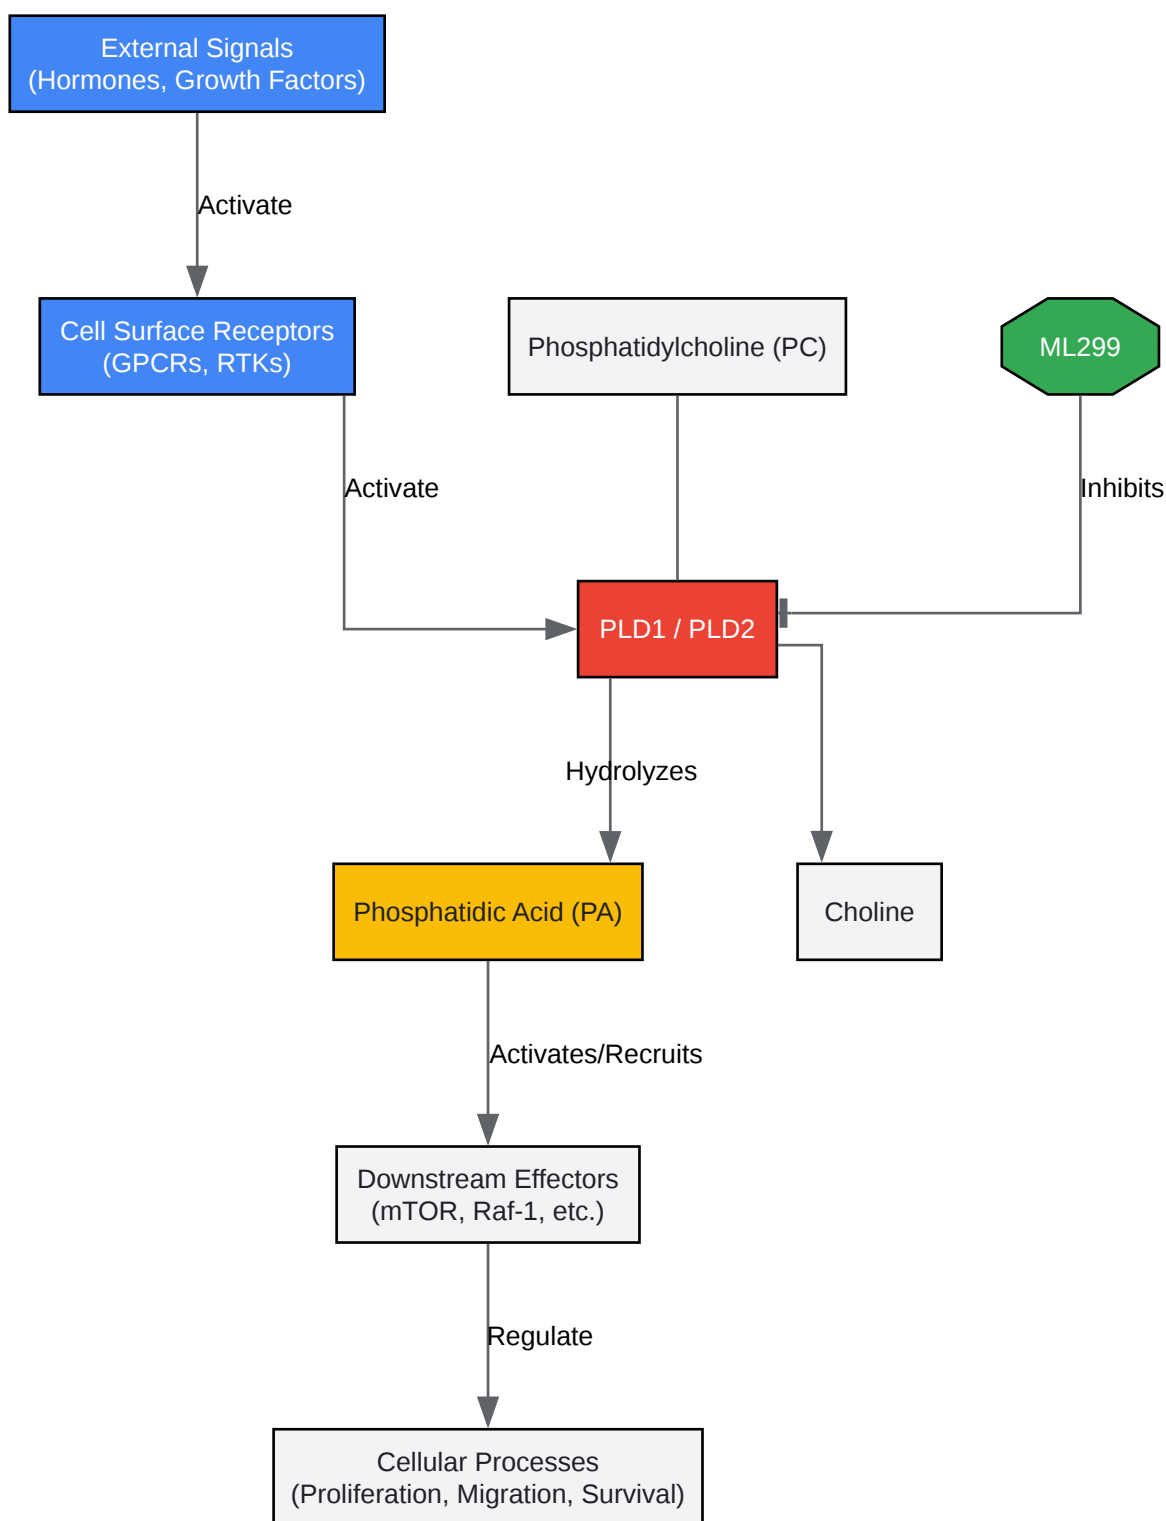 External Signals
(Hormones, Growth Factors)
Activate
Cell Surface Receptors
(GPCRs, RTKs)
Phosphatidylcholine (PC)
ML299
Activate
Inhibits
PLD1 / PLD2
Hydrolyzes
Phosphatidic Acid (PA)
Choline
Activates/Recruits
Downstream Effectors
(mTOR, Raf-1, etc.)
Regulate
Cellular Processes
(Proliferation, Migration, Survival)